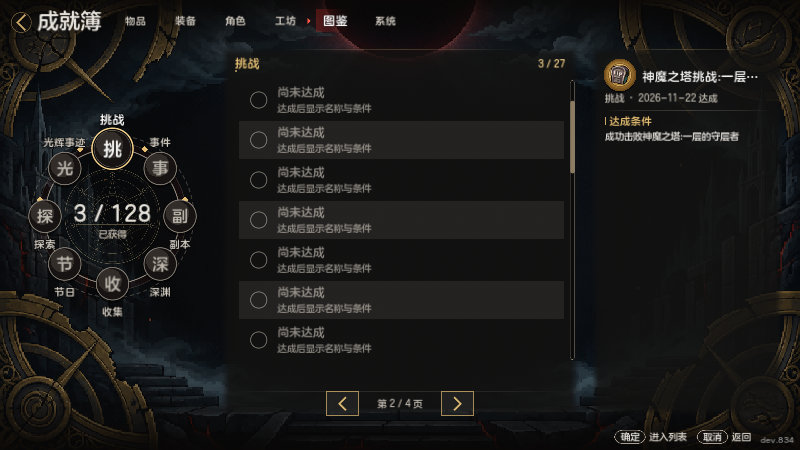 成就簿
物品
装备
角色
工坊
图鉴
系统
挑战
光辉事迹
事件
挑
光
事
探
副
3 / 128
已获得
探索
副本
节
深
收
节日
深渊
收集
挑战
3 / 27
尚未达成
达成后显示名称与条件
尚未达成
达成后显示名称与条件
尚未达成
达成后显示名称与条件
尚未达成
达成后显示名称与条件
尚未达成
达成后显示名称与条件
尚未达成
达成后显示名称与条件
尚未达成
达成后显示名称与条件
第 2 / 4 页
神魔之塔挑战:一层…
挑战 · 2026-11-22 达成
达成条件
成功击败神魔之塔:一层的守层者
确定 进入列表 取消 返回
dev.834